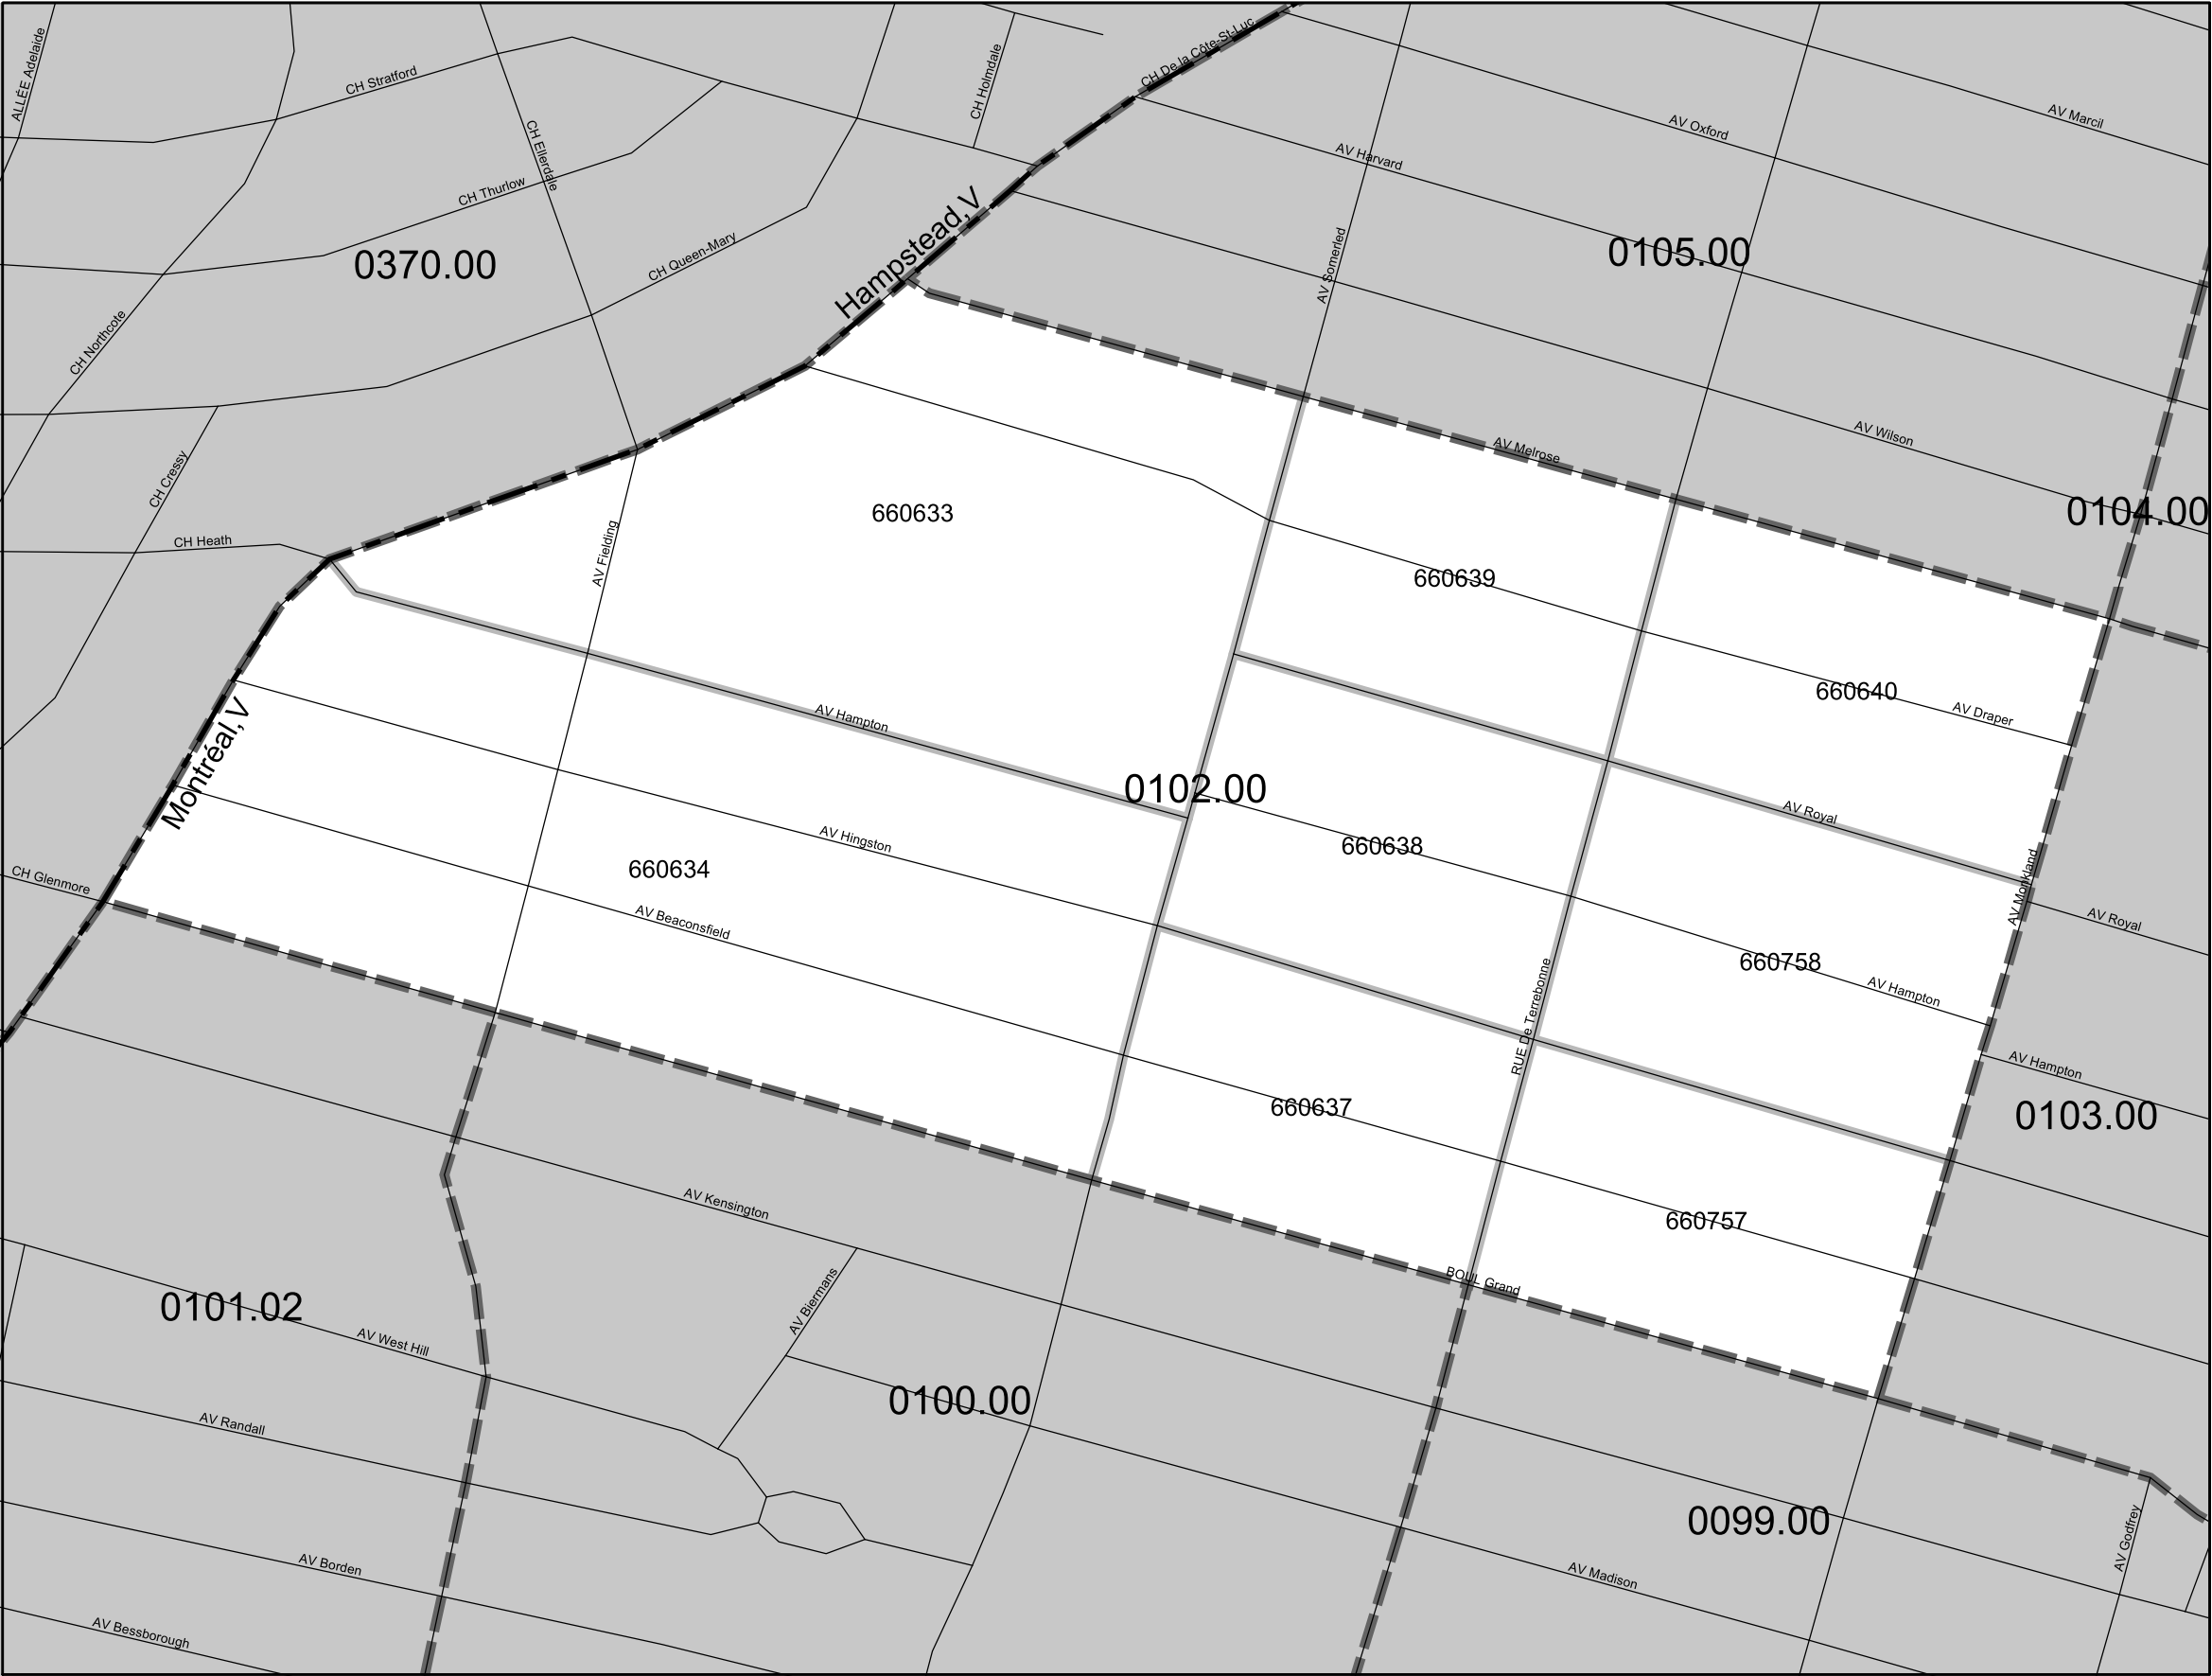 ALLÉE Adelaide
CH Stratford
CH Ellerdale
CH Holmdale
CH De la Côte-St-Luc
AV Marcil
AV Oxford
AV Harvard
CH Thurlow
CH Queen-Mary
Hampstead,V
AV Somerled
0105.00
0370.00
CH Northcote
AV Melrose
AV Wilson
CH Cressy
660633
0104.00
CH Heath
AV Fielding
660639
660640
AV Draper
Montréal,V
AV Hampton
0102.00
AV Royal
AV Hingston
660638
AV Monkland
CH Glenmore
660634
AV Beaconsfield
AV Royal
660758
AV Hampton
RUE De Terrebonne
AV Hampton
660637
0103.00
AV Kensington
660757
BOUL Grand
AV Biermans
0101.02
AV West Hill
0100.00
AV Randall
0099.00
AV Godfrey
AV Borden
AV Madison
AV Bessborough